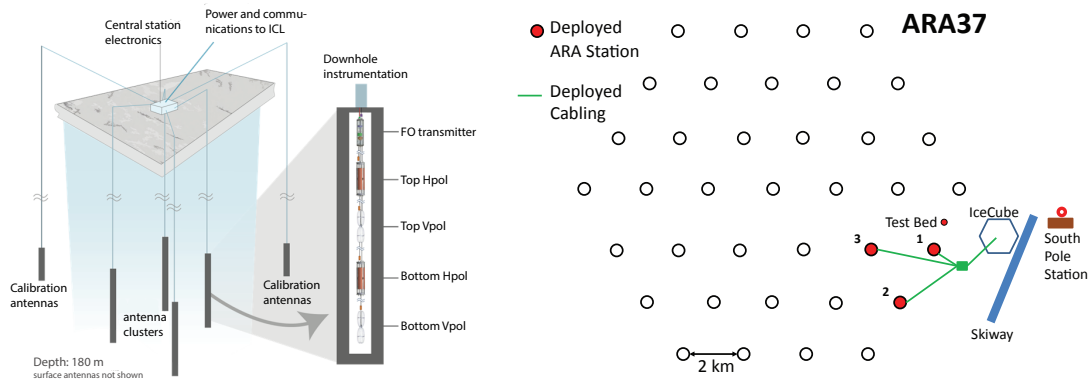 Power and commu-
nications to ICL
Central station
electronics
Downhole
instrumentation
FO transmitter
Top Hpol
Top Vpol
Bottom Hpol
Bottom Vpol
Calibration
antennas
antenna
clusters
Calibration
antennas
Depth: 180 m
surface antennas not shown
ARA37
Deployed
ARA Station
Deployed
Cabling
Test Bed
IceCube
3
1
2
South
Pole
Station
Skiway
2 km